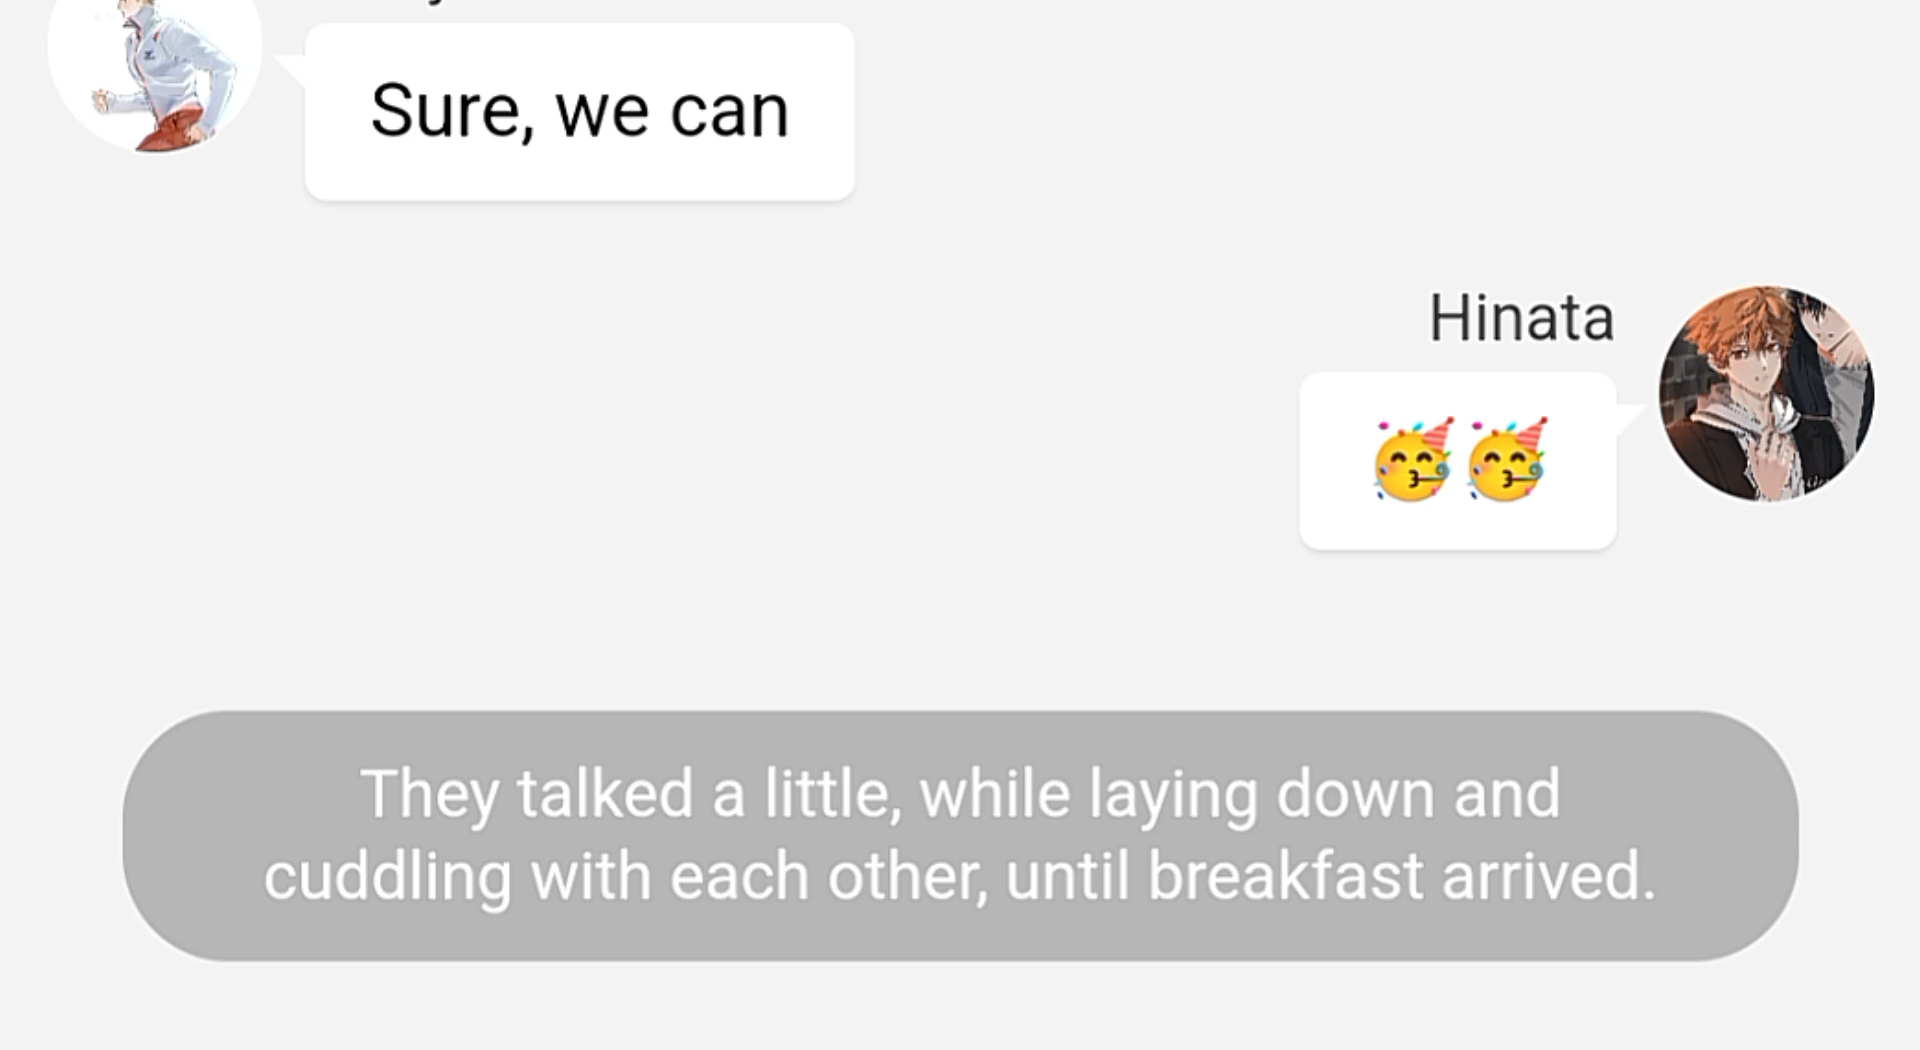 Sure, we can
Hinata
🥳🥳
They talked a little, while laying down and
cuddling with each other, until breakfast arrived.